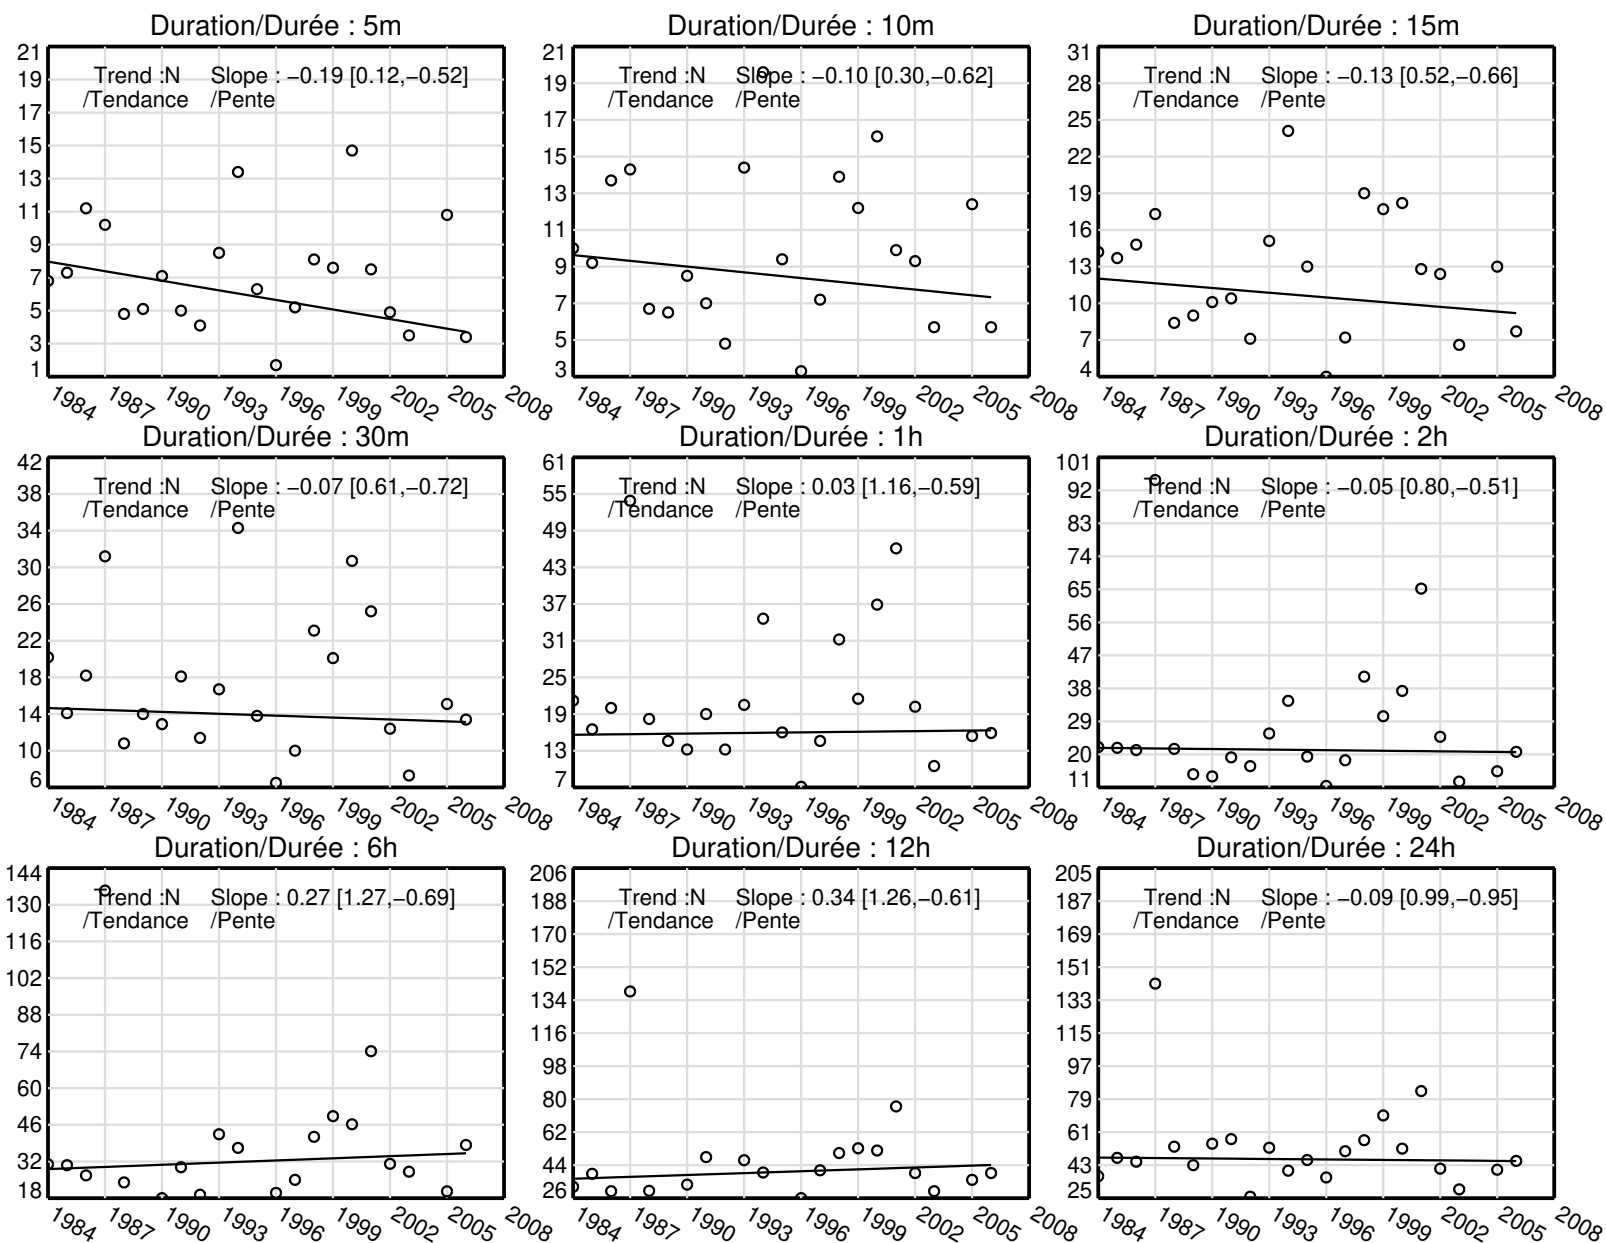 Duration/Durée : 5m
Trend :N Slope : −0.19 [0.12,−0.52]
/Tendance /Pente
21
19
17
15
13
11
9
7
5
3
1
1984 1987 1990 1993 1996 1999 2002 2005 2008
Duration/Durée : 10m
Trend :N Slope : −0.10 [0.30,−0.62]
/Tendance /Pente
21
19
17
15
13
11
9
7
5
3
1984 1987 1990 1993 1996 1999 2002 2005 2008
Duration/Durée : 15m
Trend :N Slope : −0.13 [0.52,−0.66]
/Tendance /Pente
31
28
25
22
19
16
13
10
7
4
1984 1987 1990 1993 1996 1999 2002 2005 2008
Duration/Durée : 30m
Trend :N Slope : −0.07 [0.61,−0.72]
/Tendance /Pente
42
38
34
30
26
22
18
14
10
6
1984 1987 1990 1993 1996 1999 2002 2005 2008
Duration/Durée : 1h
Trend :N Slope : 0.03 [1.16,−0.59]
/Tendance /Pente
61
55
49
43
37
31
25
19
13
7
1984 1987 1990 1993 1996 1999 2002 2005 2008
Duration/Durée : 2h
Trend :N Slope : −0.05 [0.80,−0.51]
/Tendance /Pente
101
92
83
74
65
56
47
38
29
20
11
1984 1987 1990 1993 1996 1999 2002 2005 2008
Duration/Durée : 6h
Trend :N Slope : 0.27 [1.27,−0.69]
/Tendance /Pente
144
130
116
102
88
74
60
46
32
18
1984 1987 1990 1993 1996 1999 2002 2005 2008
Duration/Durée : 12h
Trend :N Slope : 0.34 [1.26,−0.61]
/Tendance /Pente
206
188
170
152
134
116
98
80
62
44
26
1984 1987 1990 1993 1996 1999 2002 2005 2008
Duration/Durée : 24h
Trend :N Slope : −0.09 [0.99,−0.95]
/Tendance /Pente
205
187
169
151
133
115
97
79
61
43
25
1984 1987 1990 1993 1996 1999 2002 2005 2008